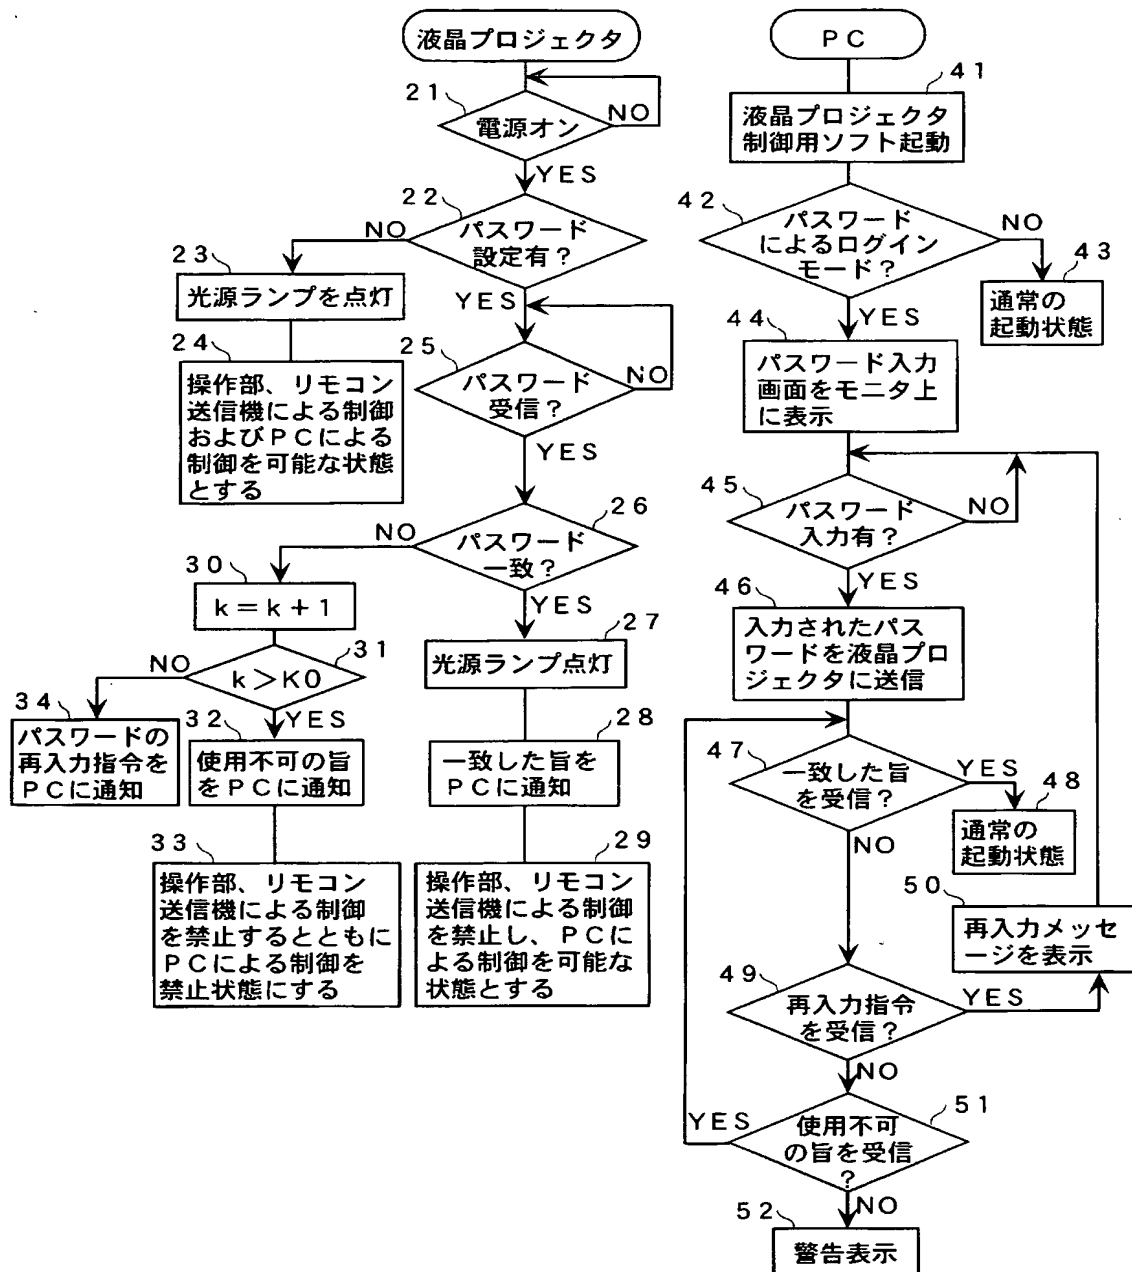 液晶プロジェクタ
21
電源オン
NO
YES
22
パスワード
設定有？
NO
YES
23
光源ランプを点灯
24
操作部、リモコン
送信機による制御
およびＰＣによる
制御を可能な状態
とする
25
パスワード
受信？
NO
YES
26
パスワード
一致？
NO
YES
27
光源ランプ点灯
28
一致した旨を
ＰＣに通知
29
操作部、リモコン
送信機による制御
を禁止し、ＰＣに
よる制御を可能な
状態とする
30
k＝k＋1
31
k＞K0
NO
YES
32
使用不可の旨
をＰＣに通知
33
操作部、リモコン
送信機による制御
を禁止するとともに
ＰＣによる制御を
禁止状態にする
34
パスワードの
再入力指令を
ＰＣに通知
ＰＣ
41
液晶プロジェクタ
制御用ソフト起動
42
パスワード
によるログイン
モード？
NO
YES
43
通常の
起動状態
44
パスワード入力
画面をモニタ上
に表示
45
パスワード
入力有？
NO
YES
46
入力されたパス
ワードを液晶プロ
ジェクタに送信
47
一致した旨
を受信？
YES
NO
48
通常の
起動状態
49
再入力指令
を受信？
YES
NO
50
再入力メッセ
ージを表示
51
使用不可
の旨を受信
？
YES
NO
52
警告表示